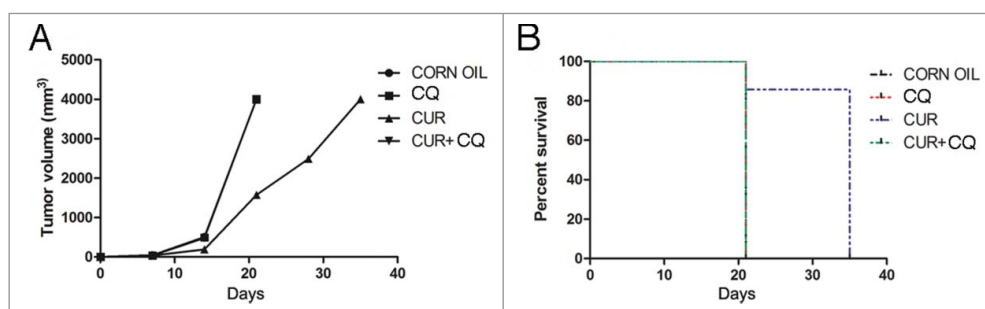 A
Tumor volume (mm³)
5000
4000
3000
2000
1000
0
0 10 20 30 40
Days
CORN OIL
CQ
CUR
CUR+CQ
B
Percent survival
100
80
60
40
20
0
0 10 20 30 40
Days
CORN OIL
CQ
CUR
CUR+CQ